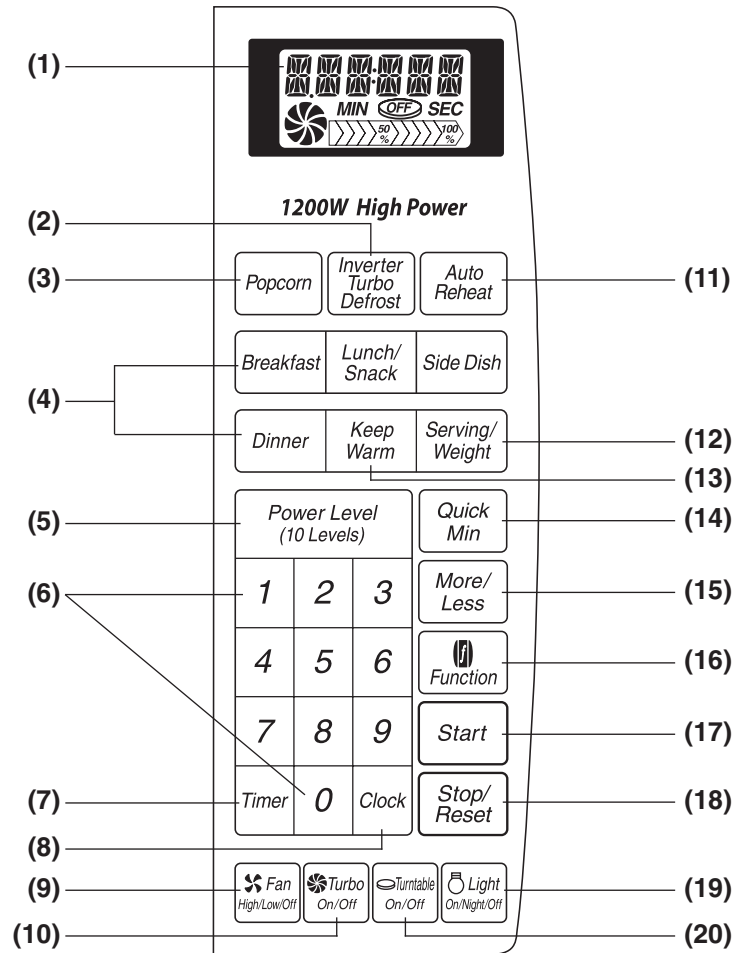 (1)
MIN OFF SEC
50 % 100 %
1200W High Power
(2)
(3)
Popcorn
Inverter
Turbo
Defrost
Auto
Reheat
(11)
(4)
Breakfast
Lunch/
Snack
Side Dish
Dinner
Keep
Warm
Serving/
Weight
(12)
(13)
(5)
Power Level
(10 Levels)
Quick
Min
(14)
(6)
1 2 3
More/
Less
(15)
4 5 6
f
Function
(16)
7 8 9
Start
(17)
(7)
Timer
0
Clock
Stop/
Reset
(18)
(8)
(9)
Fan
High/Low/Off
Turbo
On/Off
Turntable
On/Off
Light
On/Night/Off
(19)
(10)
(20)